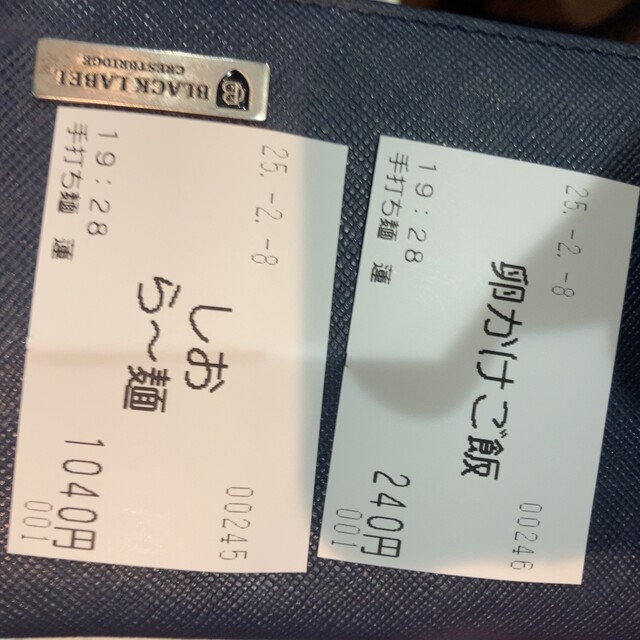 BLACK LABEL
CRESTBRIDGE
25.-2.-8
しお
ら〜麺
00245
19:28
手打ち麺 蓮
1040円
001
25.-2.-8
卵かけご飯
00246
19:28
手打ち麺 蓮
240円
001